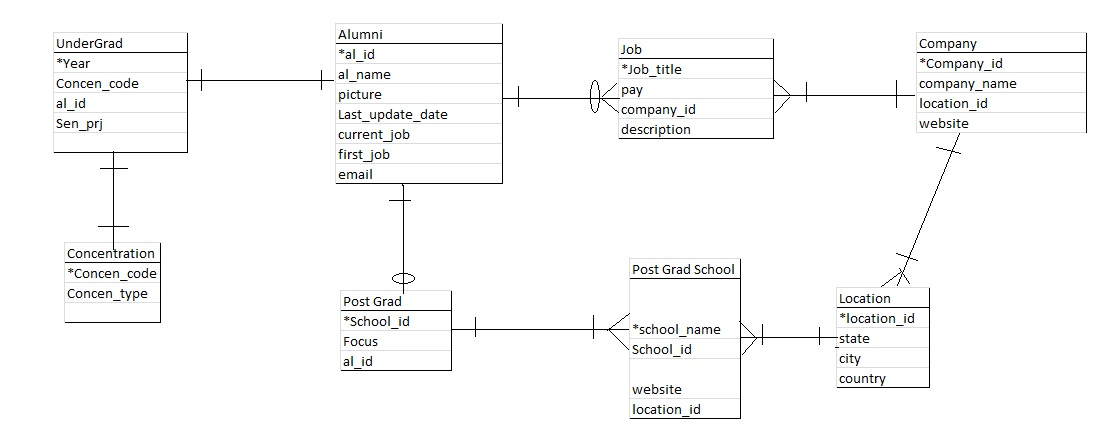 UnderGrad
*Year
Concen_code
al_id
Sen_prj
Alumni
*al_id
al_name
picture
Last_update_date
current_job
first_job
email
Job
*Job_title
pay
company_id
description
Company
*Company_id
company_name
location_id
website
Concentration
*Concen_code
Concen_type
Post Grad
*School_id
Focus
al_id
Post Grad School
*school_name
School_id
website
location_id
Location
*location_id
state
city
country